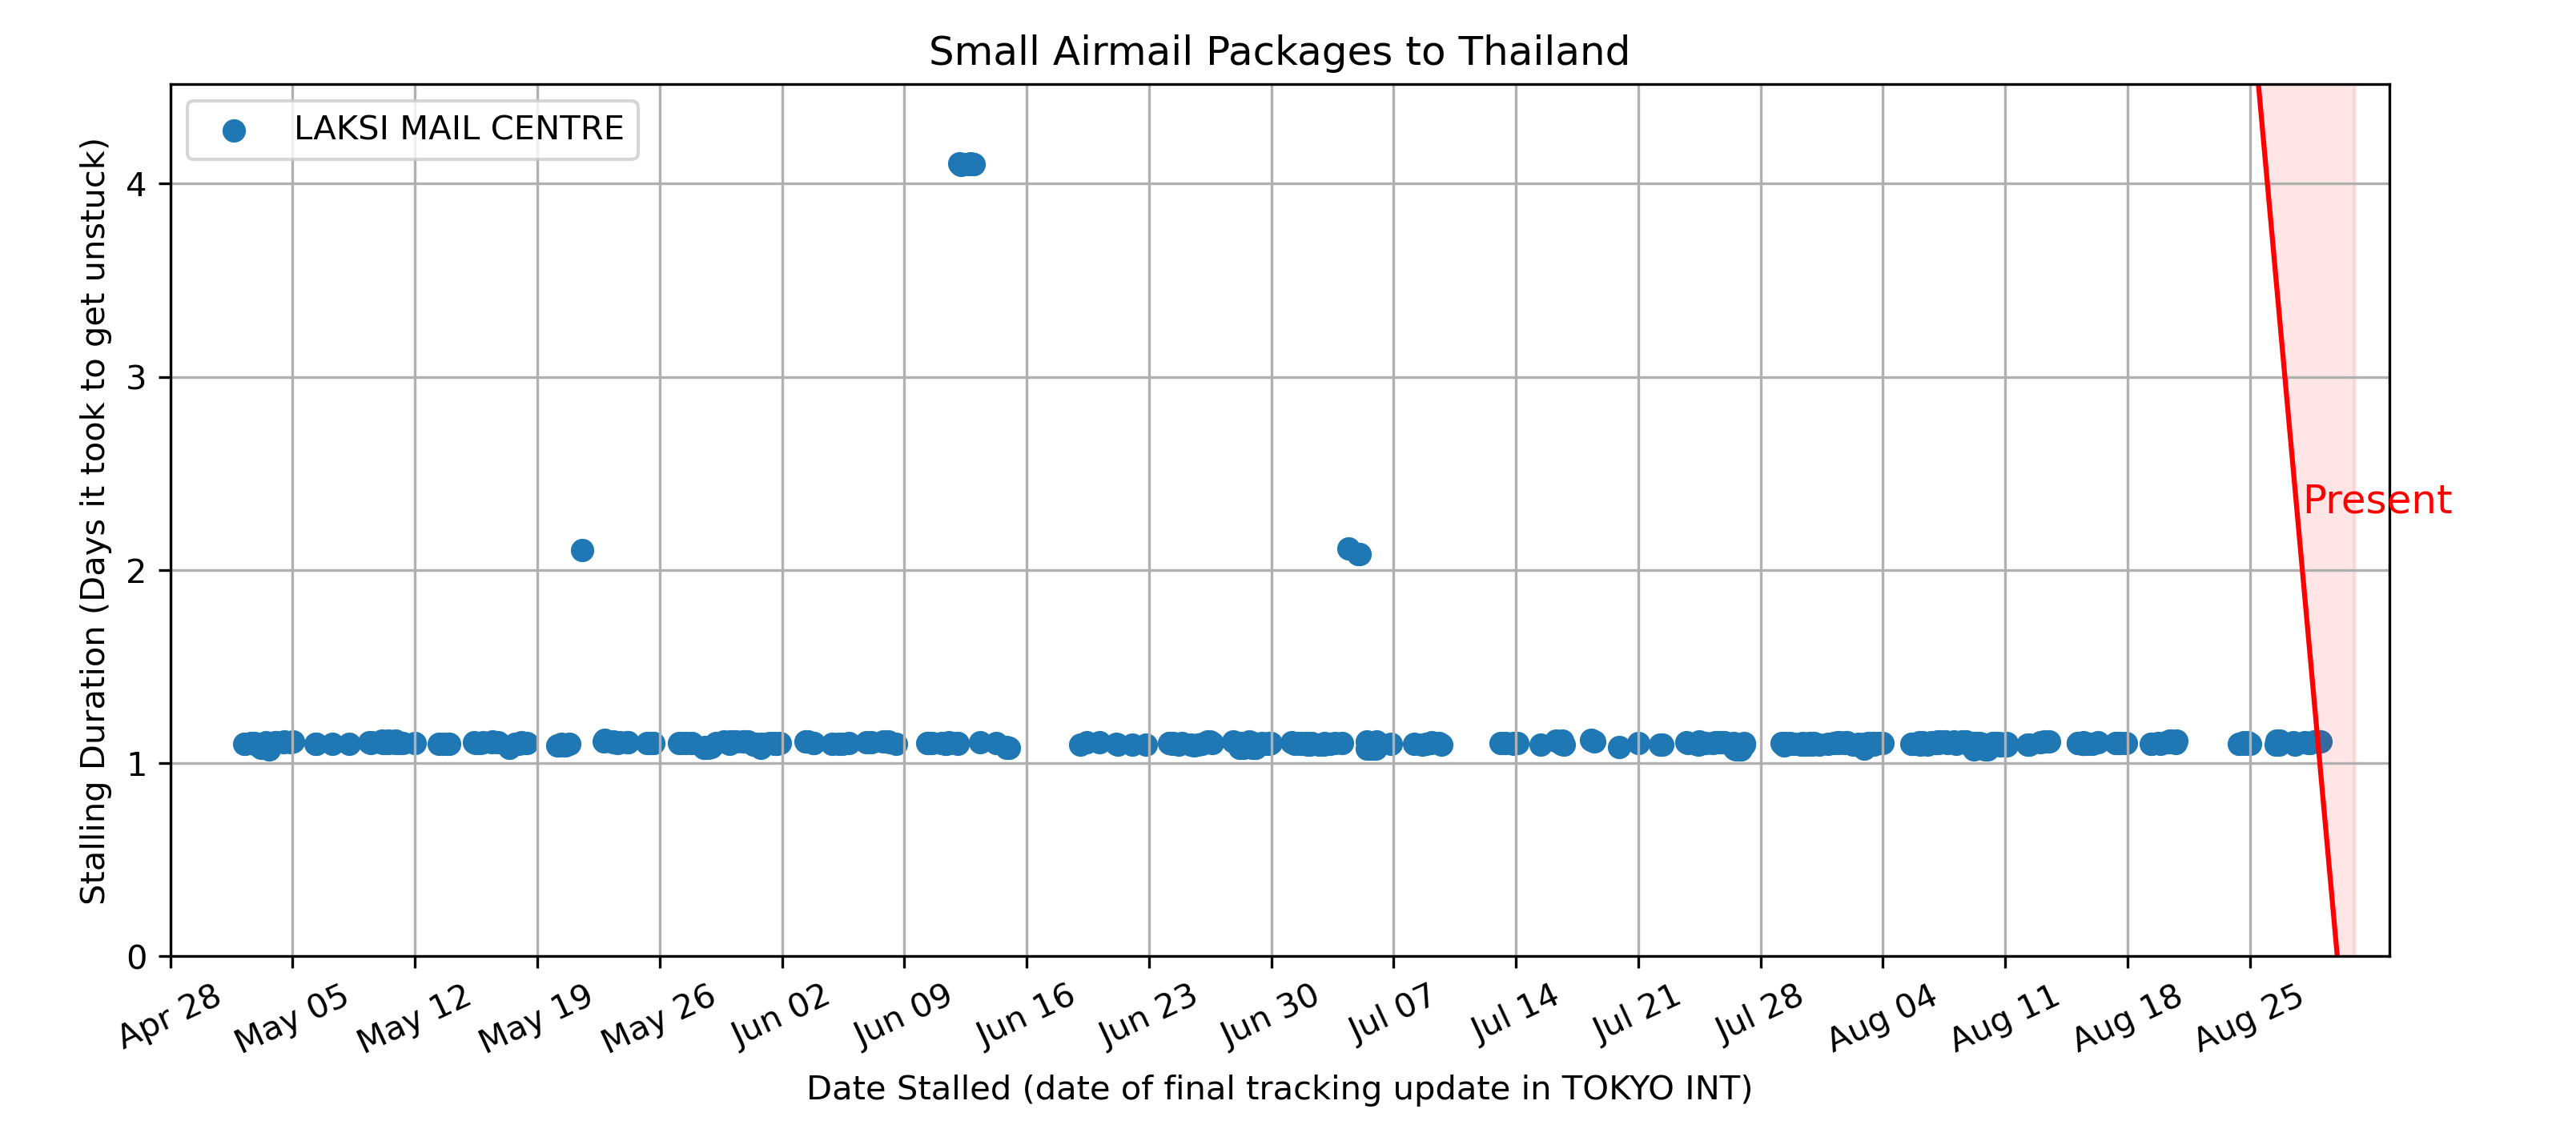 Small Airmail Packages to Thailand
LAKSI MAIL CENTRE
Stalling Duration (Days it took to get unstuck)
4
3
2
1
0
Present
Apr 28
May 05
May 12
May 19
May 26
Jun 02
Jun 09
Jun 16
Jun 23
Jun 30
Jul 07
Jul 14
Jul 21
Jul 28
Aug 04
Aug 11
Aug 18
Aug 25
Date Stalled (date of final tracking update in TOKYO INT)